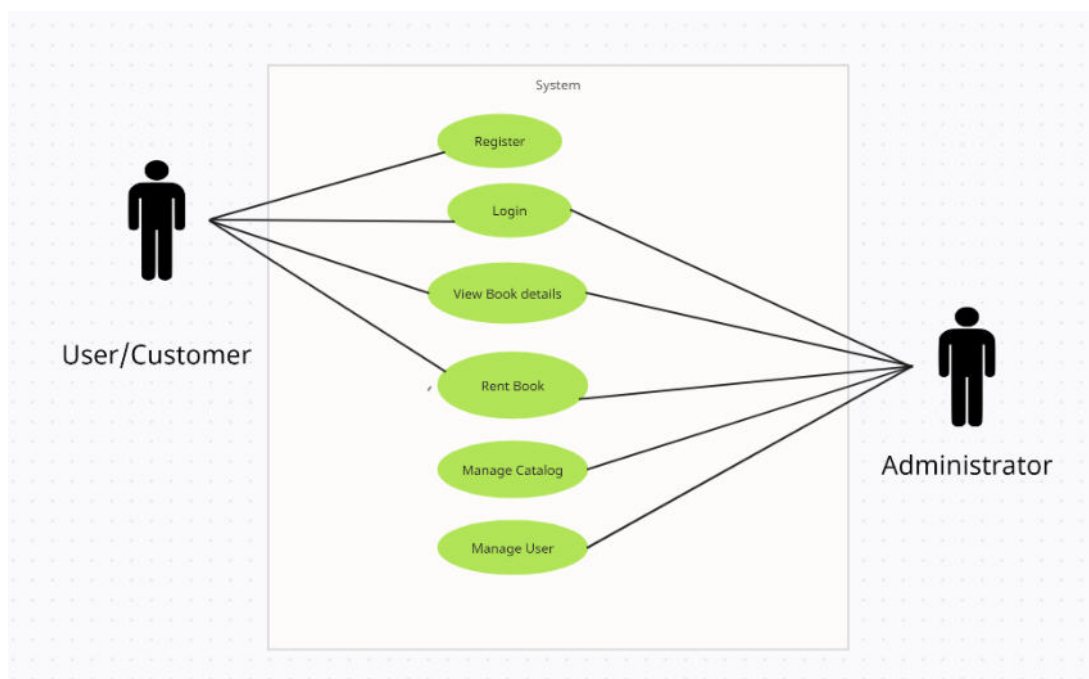 System
Register
Login
View Book details
Rent Book
Manage Catalog
Manage User
User/Customer
Administrator